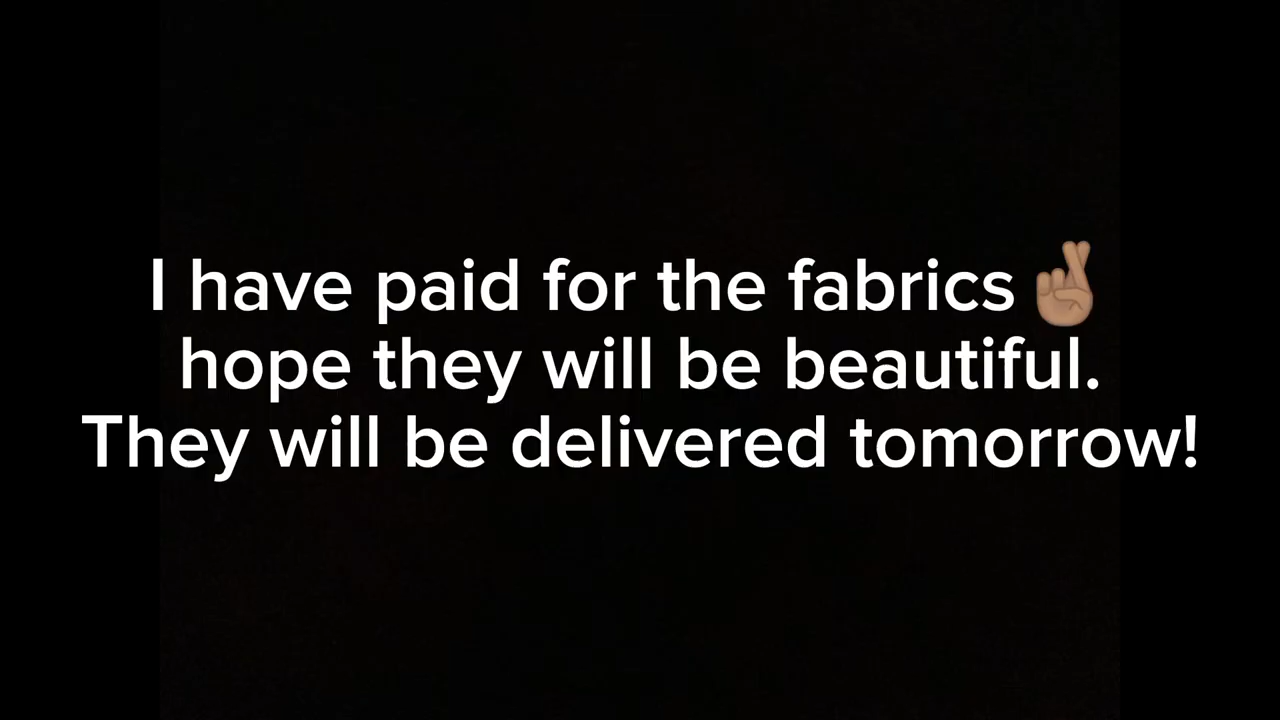 I have paid for the fabrics🤞🏽
hope they will be beautiful.
They will be delivered tomorrow!